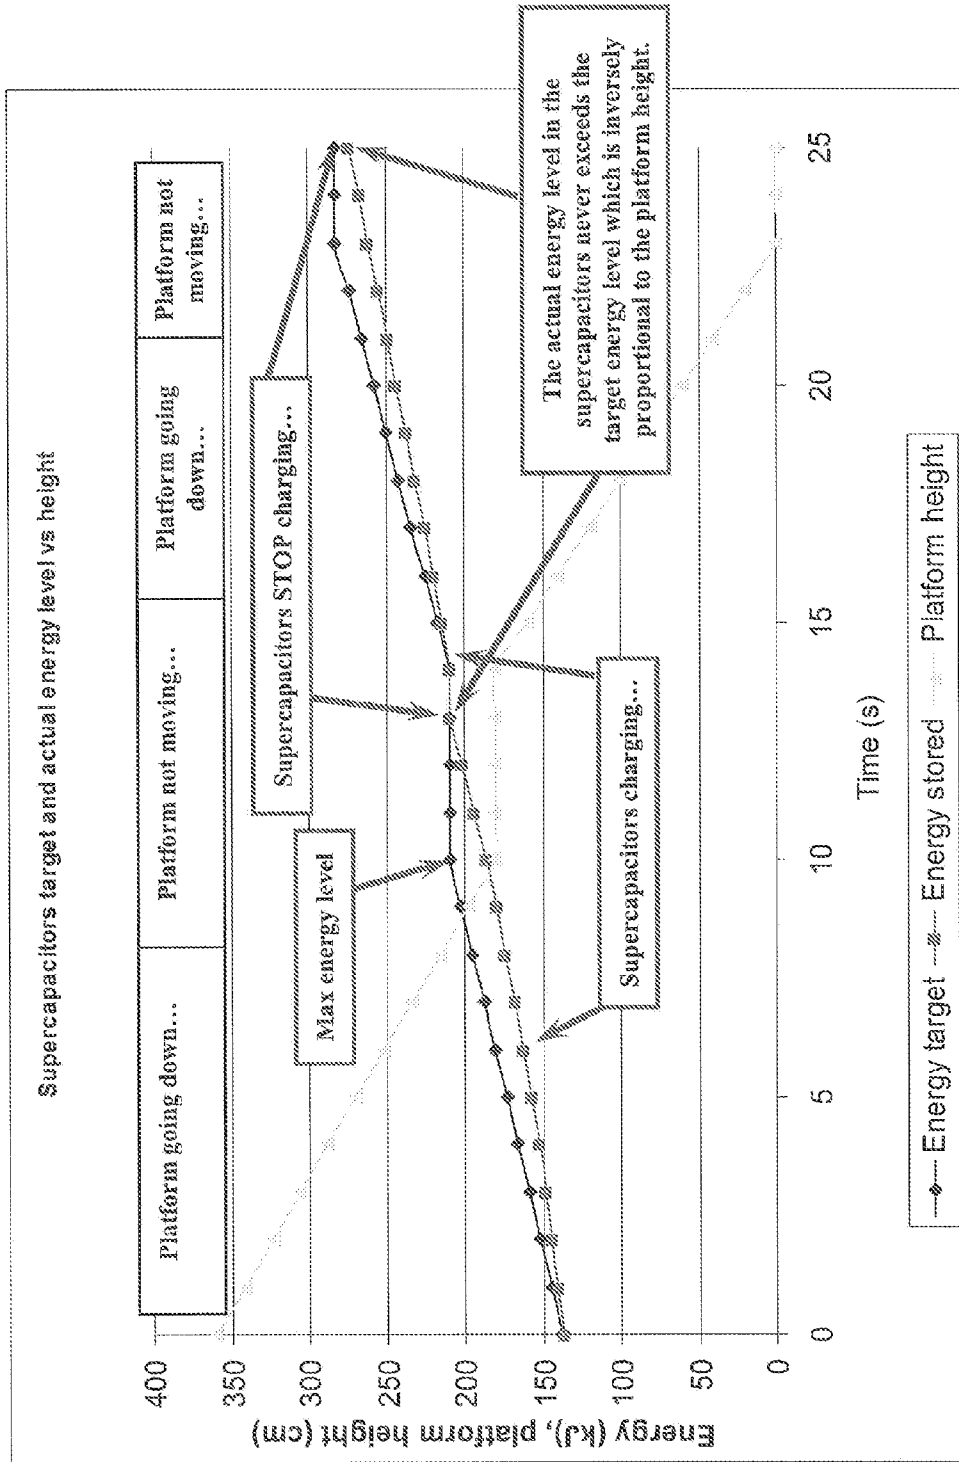 Supercapacitors target and actual energy level vs height
Platform going down...
Platform not moving...
Platform going
down...
Platform not
moving...
Max energy level
Supercapacitors STOP charging...
Supercapacitors charging...
The actual energy level in the
supercapacitors never exceeds the
target energy level which is inversely
proportional to the platform height.
Energy (kJ), platform height (cm)
400
350
300
250
200
150
100
50
0
0
5
10
15
20
25
Time (s)
Energy target
Energy stored
Platform height